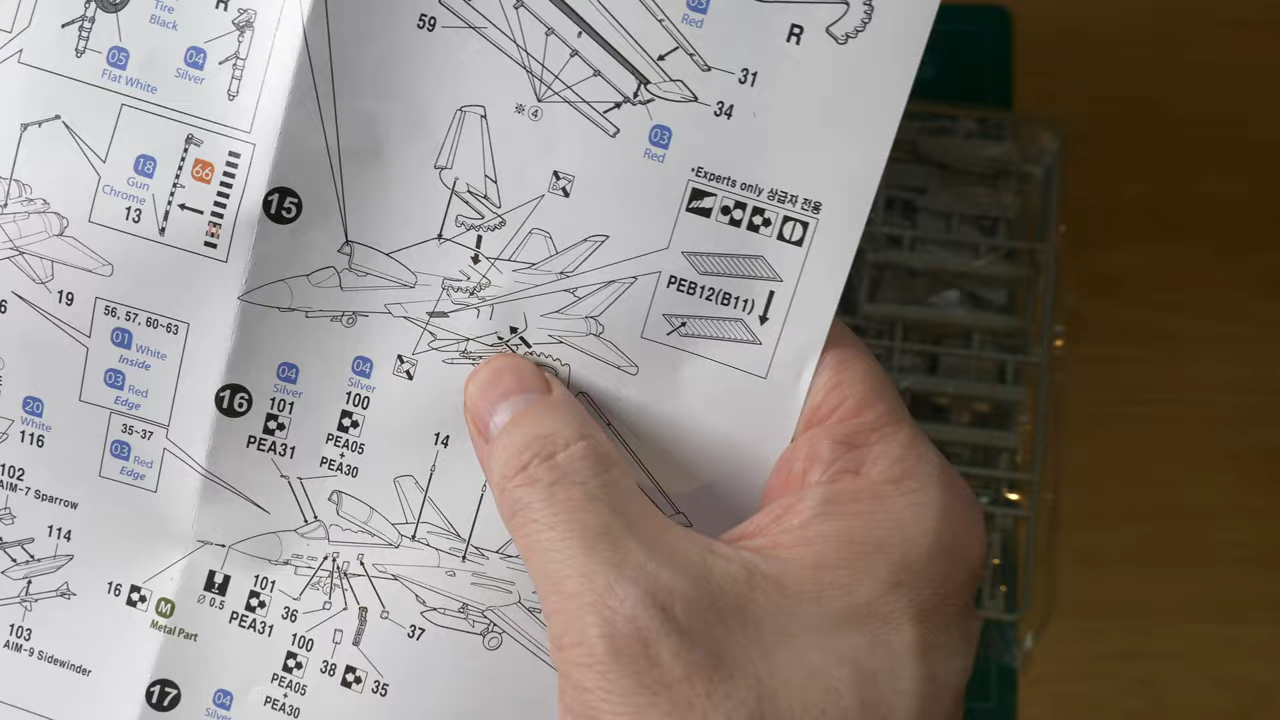 Tire
Black
05
Flat White
04
Silver
R
18
Gun
Chrome
13
66
19
56, 57, 60~63
01 White
Inside
03 Red
Edge
35~37
03 Red
Edge
20
White
116
102
AIM-7 Sparrow
114
103
AIM-9 Sidewinder
59
※④
03
Red
31
34
03
Red
R
15
*Experts only 상급자 전용
PEB12(B11)
16
04
Silver
101
PEA31
04
Silver
100
PEA05
+
PEA30
14
16
M
Metal Part
Ø 0.5
101
PEA31
36
100
PEA05
+
PEA30
38
35
37
17
04
Silver